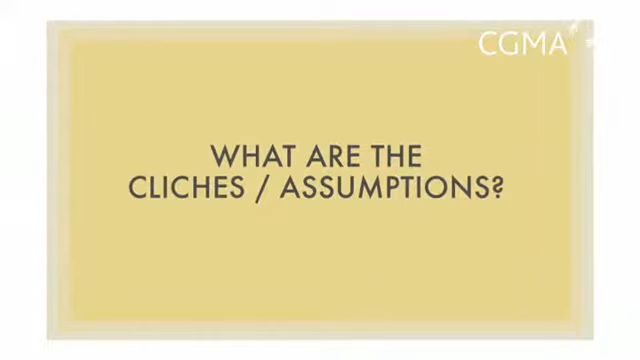 CGMA
WHAT ARE THE
CLICHES / ASSUMPTIONS?